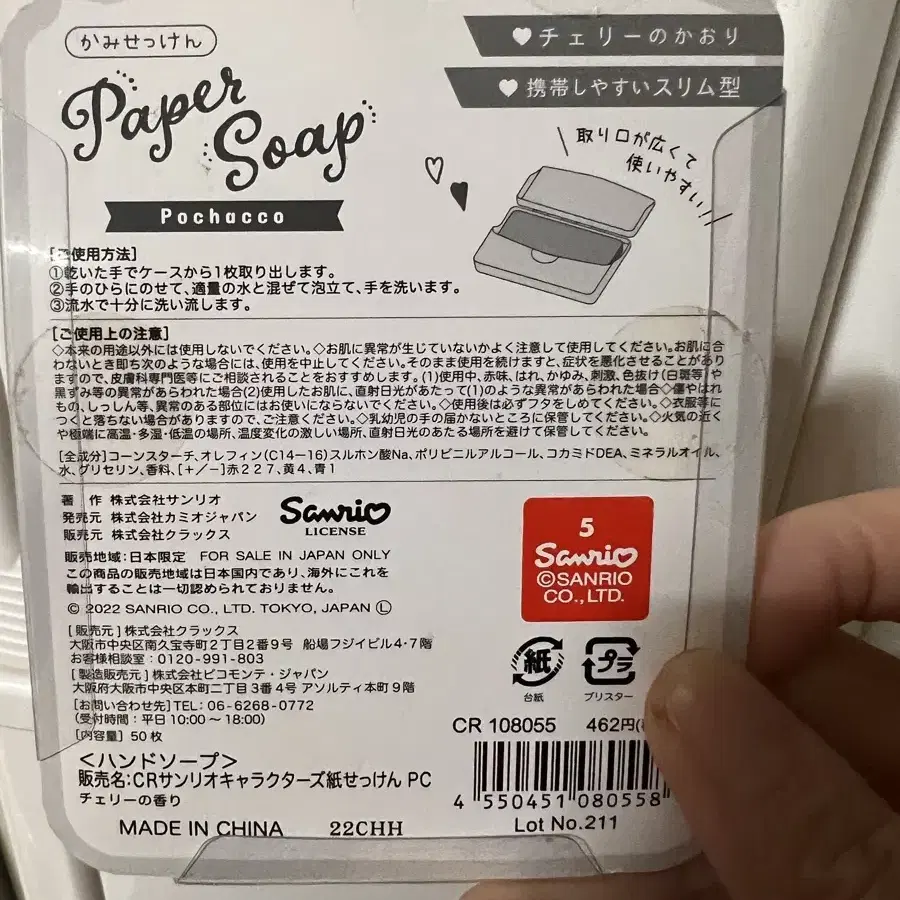 かみせっけん
Paper
Soap
Pochacco
♥チェリーのかおり
♥携帯しやすいスリム型
取り口が広くて
使いやすい!!
[ご使用方法]
①乾いた手でケースから1枚取り出します。
②手のひらにのせて、適量の水と混ぜて泡立て、手を洗います。
③流水で十分に洗い流します。
[ご使用上の注意]
◇本来の用途以外には使用しないでください。◇お肌に異常が生じていないかよく注意して使用してください。お肌に合
わないとき即ち次のような場合には、使用を中止してください。そのまま使用を続けますと、症状を悪化させることがあり
ますので、皮膚科専門医等にご相談されることをおすすめします。(1)使用中、赤味、はれ、かゆみ、刺激、色抜け(白斑等)や
黒ずみ等の異常があらわれた場合(2)使用したお肌に、直射日光があたって(1)のような異常があらわれた場合◇傷やはれ
もの、しっしん等、異常のある部位にはお使いにならないでください。◇使用後は必ずフタをしめてください。◇衣服等に
つくと落ちない場合がありますので、ご注意ください。◇乳幼児の手の届かないところに保管してください。◇火気の近く
や極端に高温・多湿・低温の場所、温度変化の激しい場所、直射日光のあたる場所を避けて保管してください。
[全成分]コーンスターチ、オレフィン(C14−16)スルホン酸Na、ポリビニルアルコール、コカミドDEA、ミネラルオイル、
水、グリセリン、香料、[+/−]赤227、黄4、青1
著 作 株式会社サンリオ
発売元 株式会社カミオジャパン
販売元 株式会社クラックス
Sanrio
LICENSE
販売地域:日本限定 FOR SALE IN JAPAN ONLY
この商品の販売地域は日本国内であり、海外にこれを
輸出することは一切認められておりません。
© 2022 SANRIO CO., LTD. TOKYO, JAPAN Ⓛ
5
Sanrio
©SANRIO
CO., LTD.
[販売元]株式会社クラックス
大阪市中央区南久宝寺町2丁目2番9号 船場フジイビル4-7階
お客様相談室:0120-991-803
[製造販売元]株式会社ピコモンテ・ジャパン
大阪府大阪市中央区本町二丁目3番4号 アソルティ本町9階
[お問い合わせ先]TEL:06-6268-0772
(受付時間:平日10:00〜18:00)
[内容量]50枚
紙
台紙
プラ
ブリスター
CR 108055 462円(
<ハンドソープ>
販売名:CRサンリオキャラクターズ紙せっけん PC
チェリーの香り
4 550451 080558
Lot No.211
MADE IN CHINA 22CHH